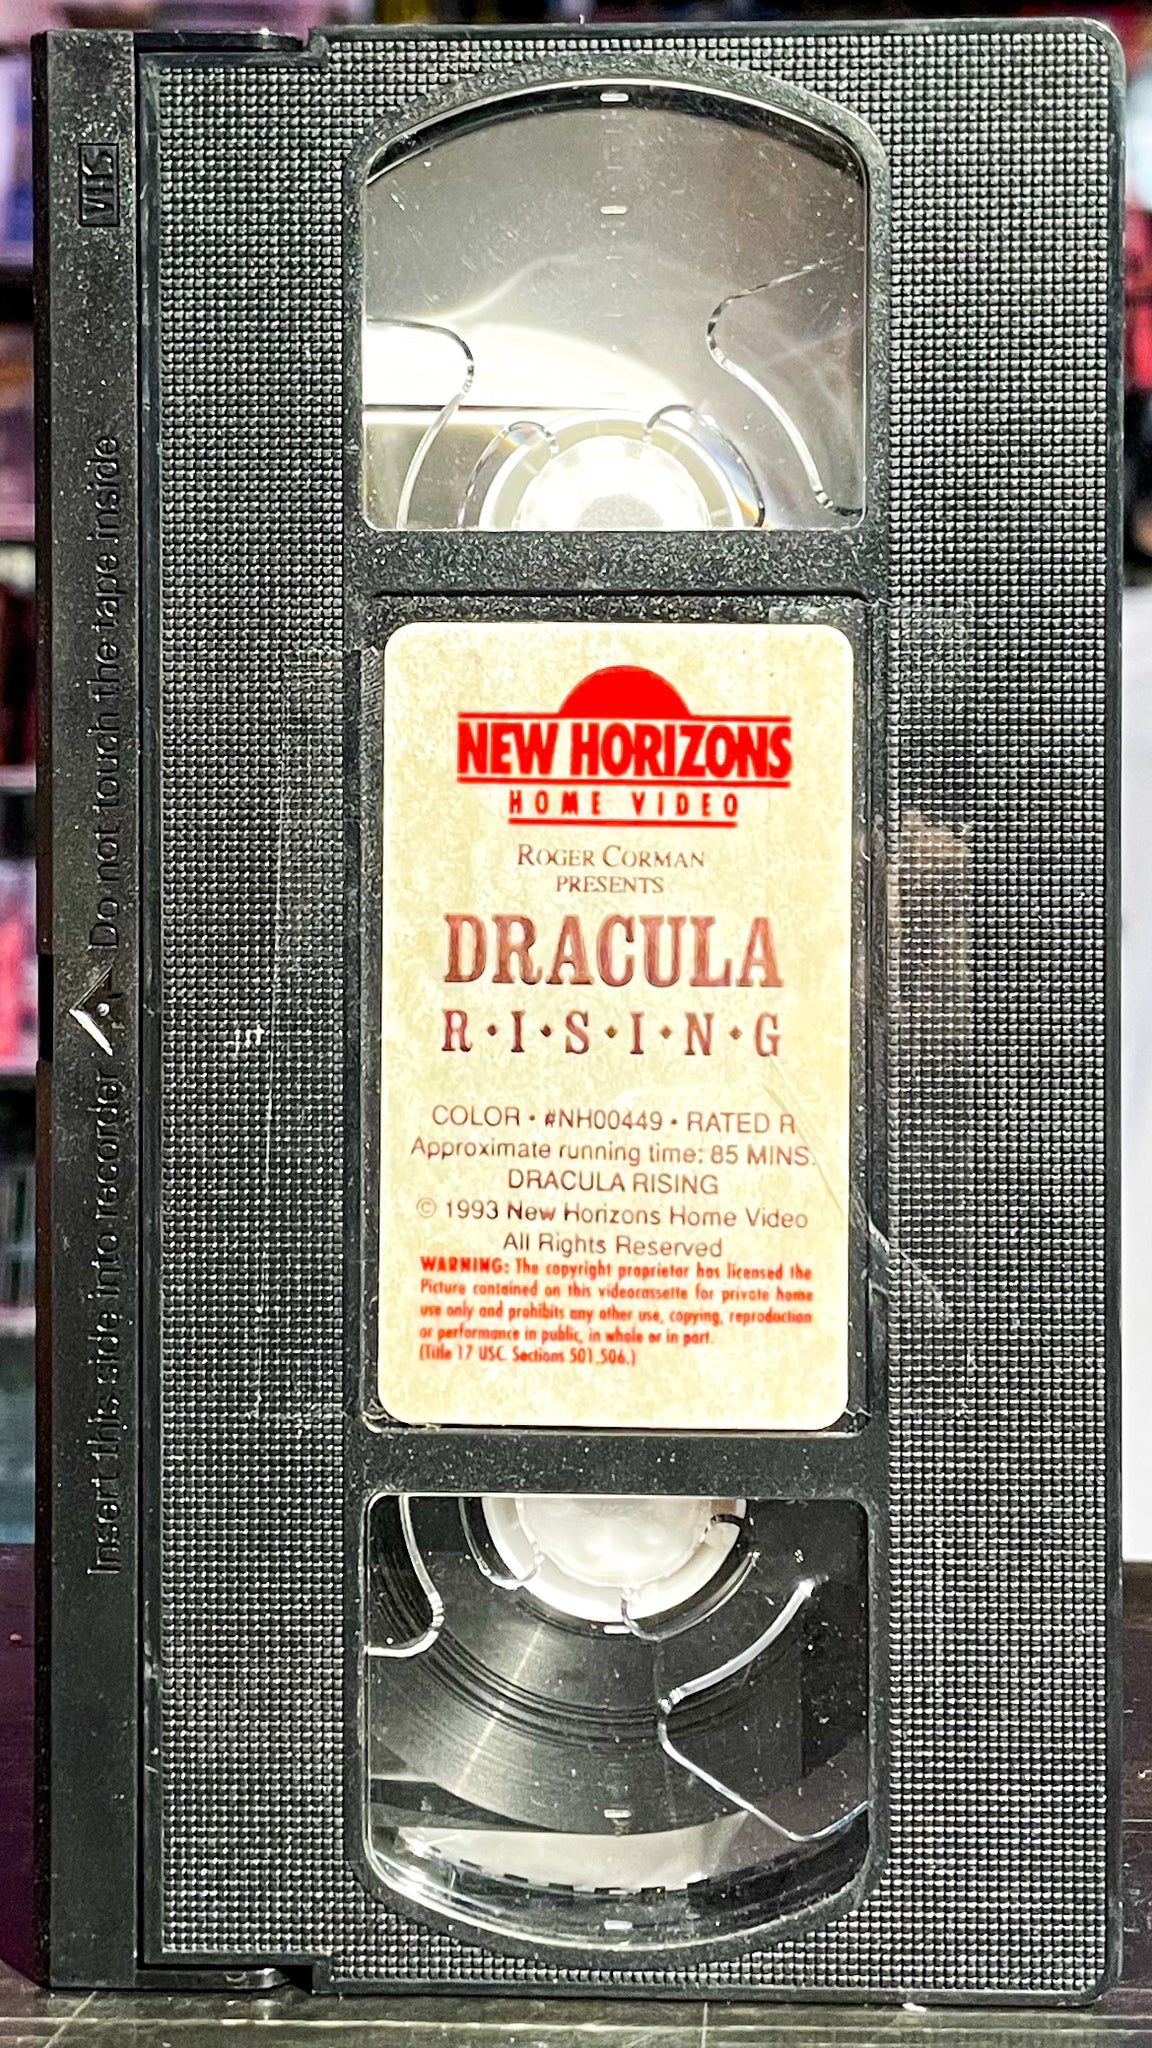 VHS
Do not touch the tape inside
Insert this side into recorder
NEW HORIZONS
HOME VIDEO
ROGER CORMAN
PRESENTS
DRACULA
R·I·S·I·N·G
COLOR • #NH00449 • RATED R
Approximate running time: 85 MINS.
DRACULA RISING
© 1993 New Horizons Home Video
All Rights Reserved
WARNING: The copyright proprietor has licensed the
Picture contained on this videocassette for private home
use only and prohibits any other use, copying, reproduction
or performance in public, in whole or in part.
(Title 17 USC. Sections 501.506.)